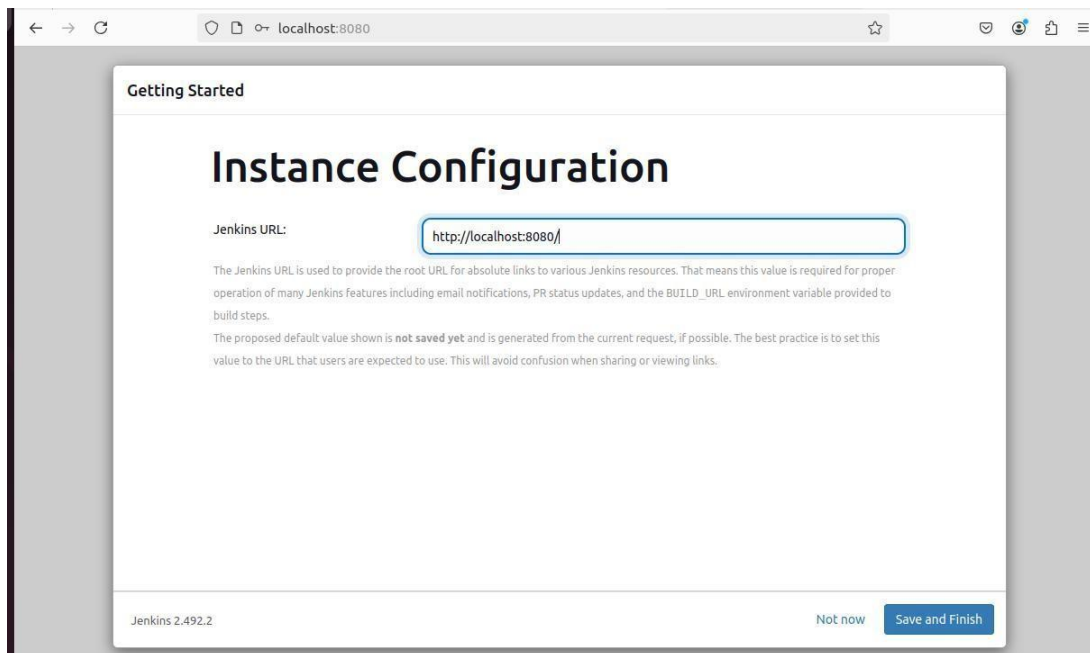 localhost:8080
Getting Started
Instance Configuration
Jenkins URL:
http://localhost:8080/
The Jenkins URL is used to provide the root URL for absolute links to various Jenkins resources. That means this value is required for proper
operation of many Jenkins features including email notifications, PR status updates, and the BUILD_URL environment variable provided to
build steps.
The proposed default value shown is not saved yet and is generated from the current request, if possible. The best practice is to set this
value to the URL that users are expected to use. This will avoid confusion when sharing or viewing links.
Jenkins 2.492.2
Not now
Save and Finish